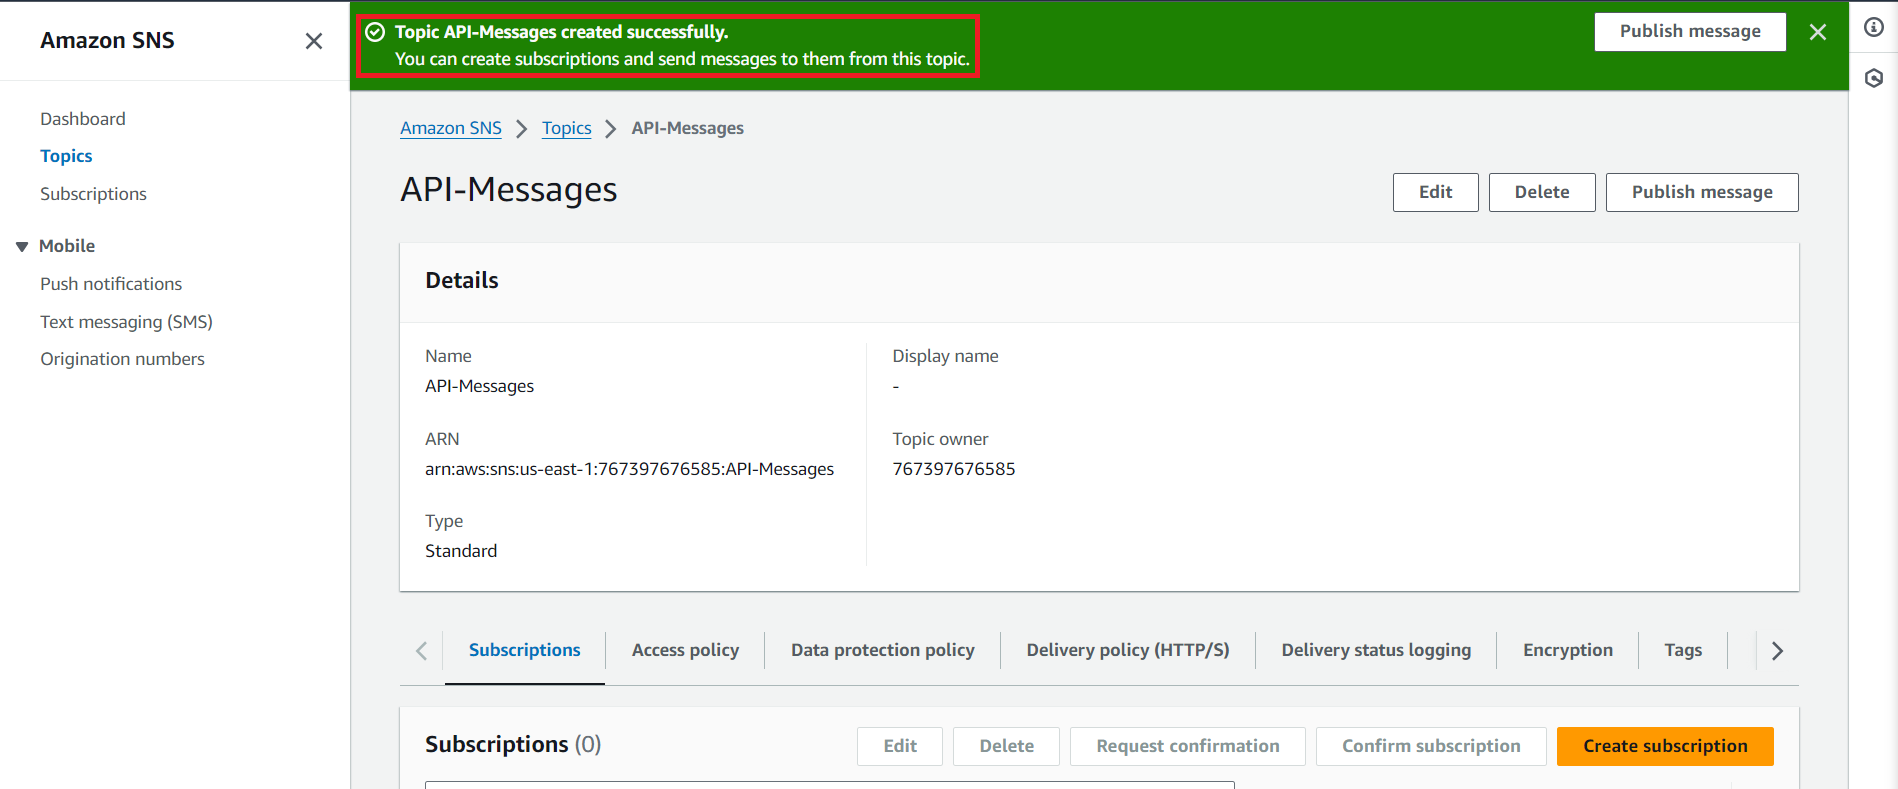 Amazon SNS
Dashboard
Topics
Subscriptions
Mobile
Push notifications
Text messaging (SMS)
Origination numbers
Topic API-Messages created successfully.
You can create subscriptions and send messages to them from this topic.
Publish message
Amazon SNS Topics API-Messages
API-Messages
Edit Delete Publish message
Details
Name
API-Messages
ARN
arn:aws:sns:us-east-1:767397676585:API-Messages
Type
Standard
Display name
-
Topic owner
767397676585
Subscriptions Access policy Data protection policy Delivery policy (HTTP/S) Delivery status logging Encryption Tags
Subscriptions (0)
Edit Delete Request confirmation Confirm subscription Create subscription